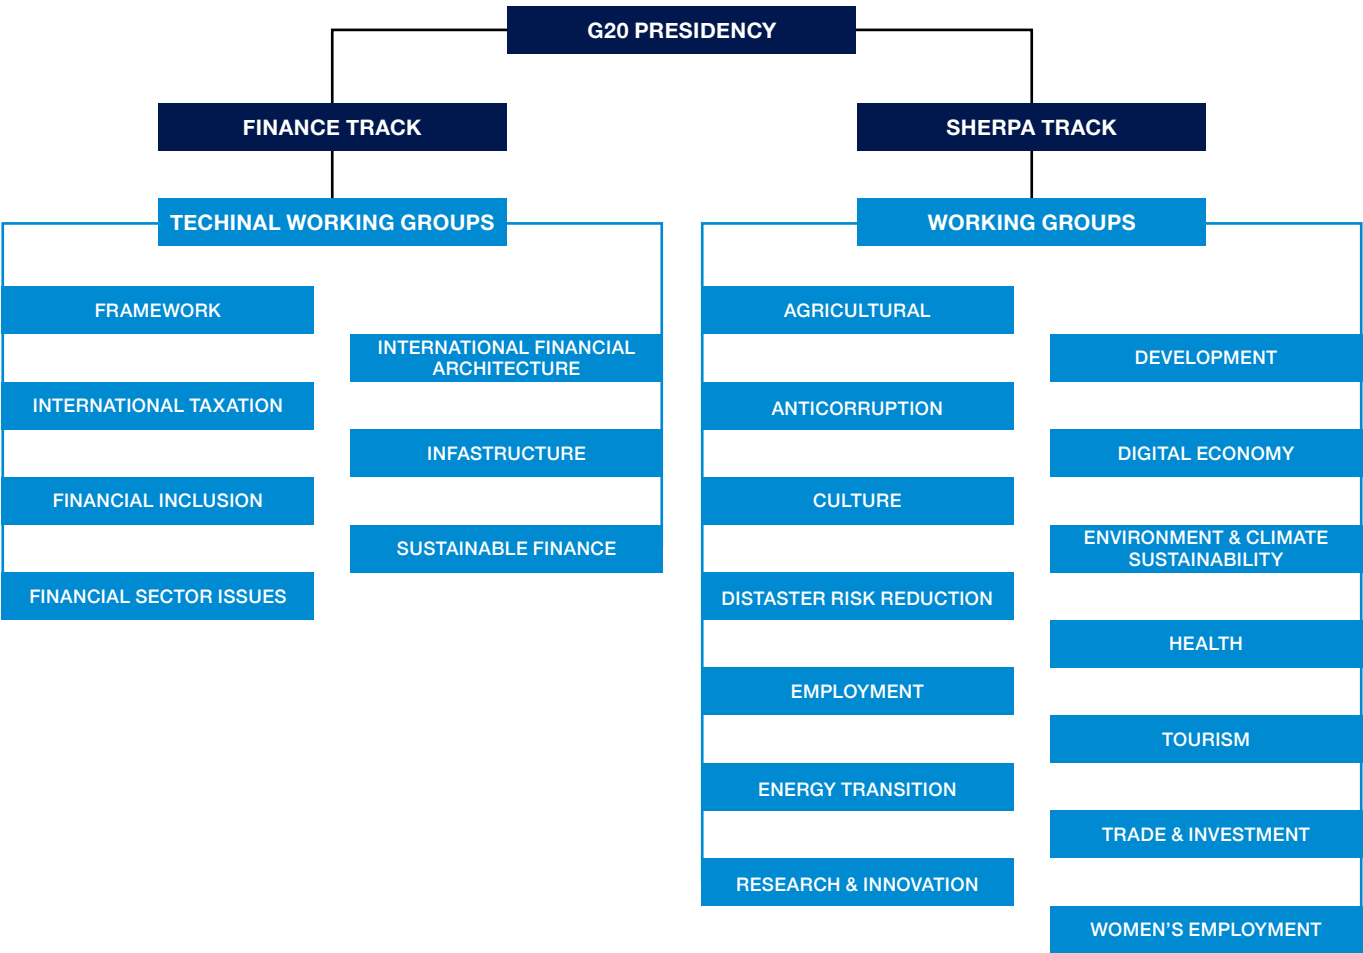 G20 PRESIDENCY
FINANCE TRACK
SHERPA TRACK
TECHINAL WORKING GROUPS
WORKING GROUPS
FRAMEWORK
INTERNATIONAL FINANCIAL
ARCHITECTURE
INTERNATIONAL TAXATION
INFASTRUCTURE
FINANCIAL INCLUSION
SUSTAINABLE FINANCE
FINANCIAL SECTOR ISSUES
AGRICULTURAL
DEVELOPMENT
ANTICORRUPTION
DIGITAL ECONOMY
CULTURE
ENVIRONMENT & CLIMATE
SUSTAINABILITY
DISTASTER RISK REDUCTION
HEALTH
EMPLOYMENT
TOURISM
ENERGY TRANSITION
TRADE & INVESTMENT
RESEARCH & INNOVATION
WOMEN'S EMPLOYMENT